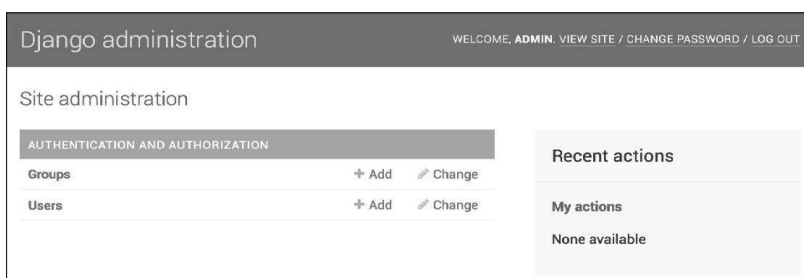 Django administration
WELCOME, ADMIN. VIEW SITE / CHANGE PASSWORD / LOG OUT
Site administration
AUTHENTICATION AND AUTHORIZATION
Groups + Add Change
Users + Add Change
Recent actions
My actions
None available